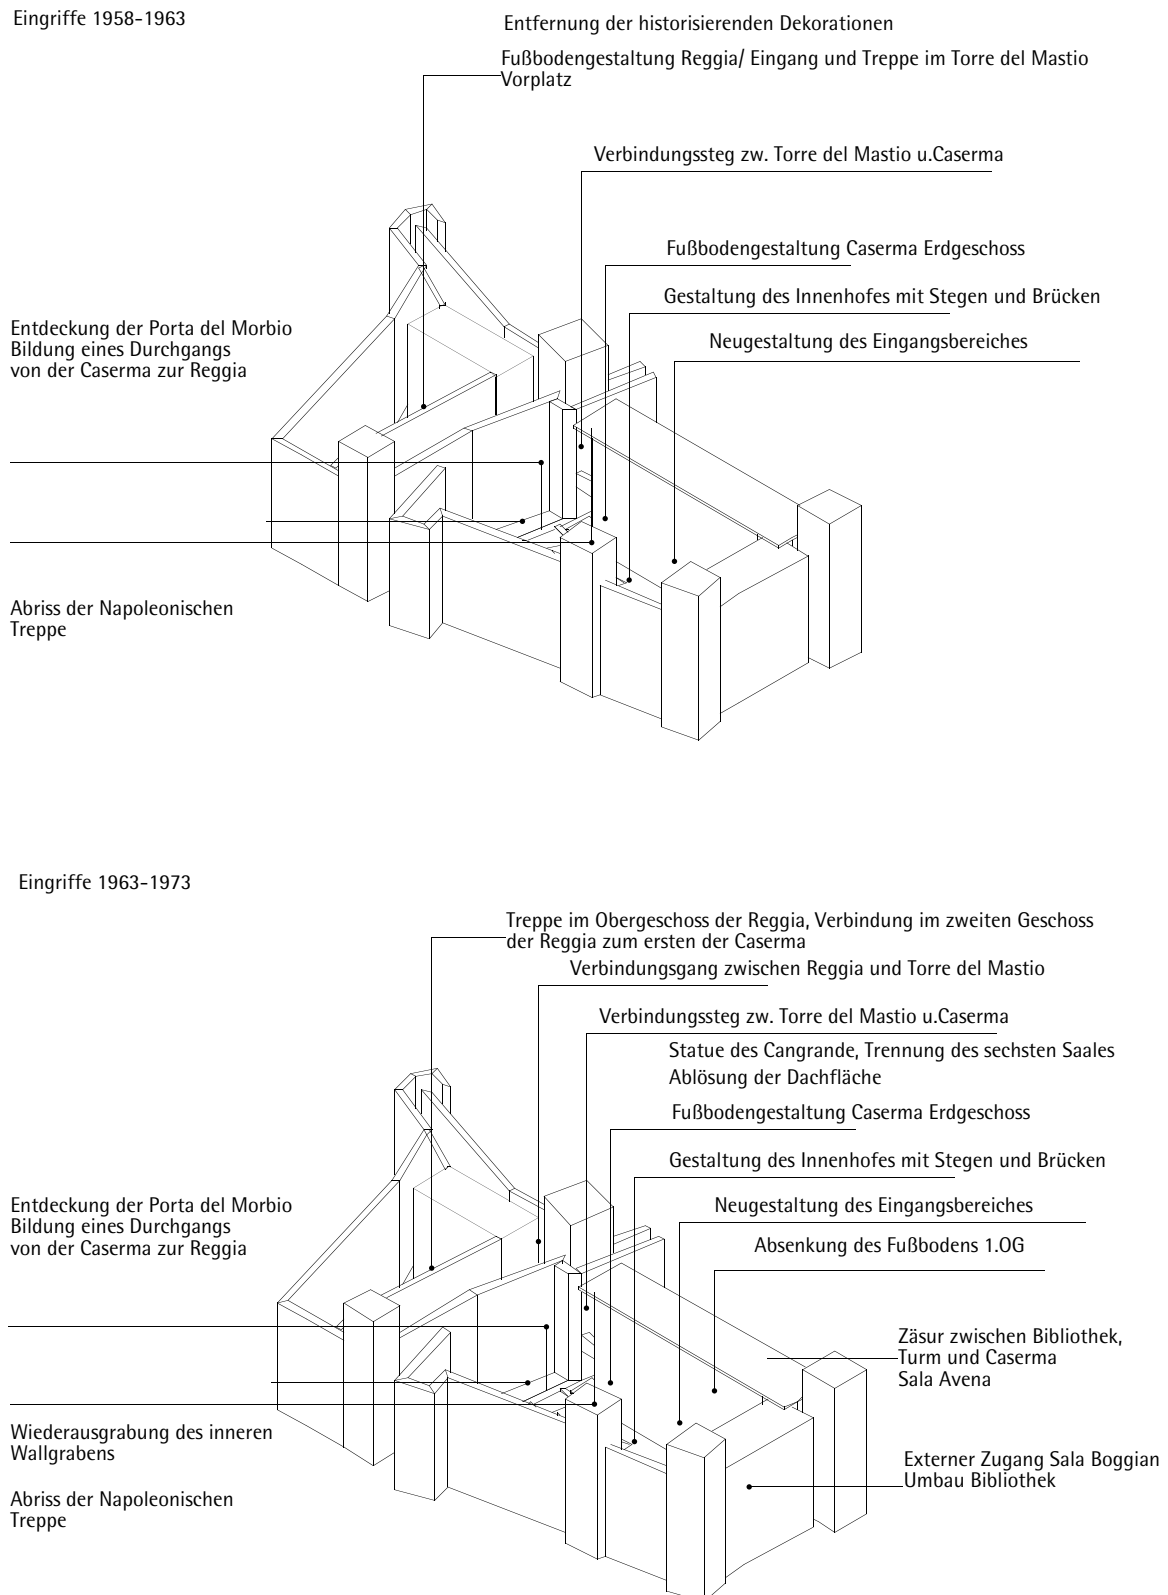 Eingriffe 1958-1963
Entfernung der historisierenden Dekorationen
Fußbodengestaltung Reggia/ Eingang und Treppe im Torre del Mastio
Vorplatz
Verbindungssteg zw. Torre del Mastio u.Caserma
Fußbodengestaltung Caserma Erdgeschoss
Gestaltung des Innenhofes mit Stegen und Brücken
Neugestaltung des Eingangsbereiches
Entdeckung der Porta del Morbio
Bildung eines Durchgangs
von der Caserma zur Reggia
Abriss der Napoleonischen
Treppe
Eingriffe 1963-1973
Treppe im Obergeschoss der Reggia, Verbindung im zweiten Geschoss
der Reggia zum ersten der Caserma
Verbindungsgang zwischen Reggia und Torre del Mastio
Verbindungssteg zw. Torre del Mastio u.Caserma
Statue des Cangrande, Trennung des sechsten Saales
Ablösung der Dachfläche
Fußbodengestaltung Caserma Erdgeschoss
Gestaltung des Innenhofes mit Stegen und Brücken
Neugestaltung des Eingangsbereiches
Absenkung des Fußbodens 1.OG
Entdeckung der Porta del Morbio
Bildung eines Durchgangs
von der Caserma zur Reggia
Zäsur zwischen Bibliothek,
Turm und Caserma
Sala Avena
Wiederausgrabung des inneren
Wallgrabens
Externer Zugang Sala Boggian
Umbau Bibliothek
Abriss der Napoleonischen
Treppe